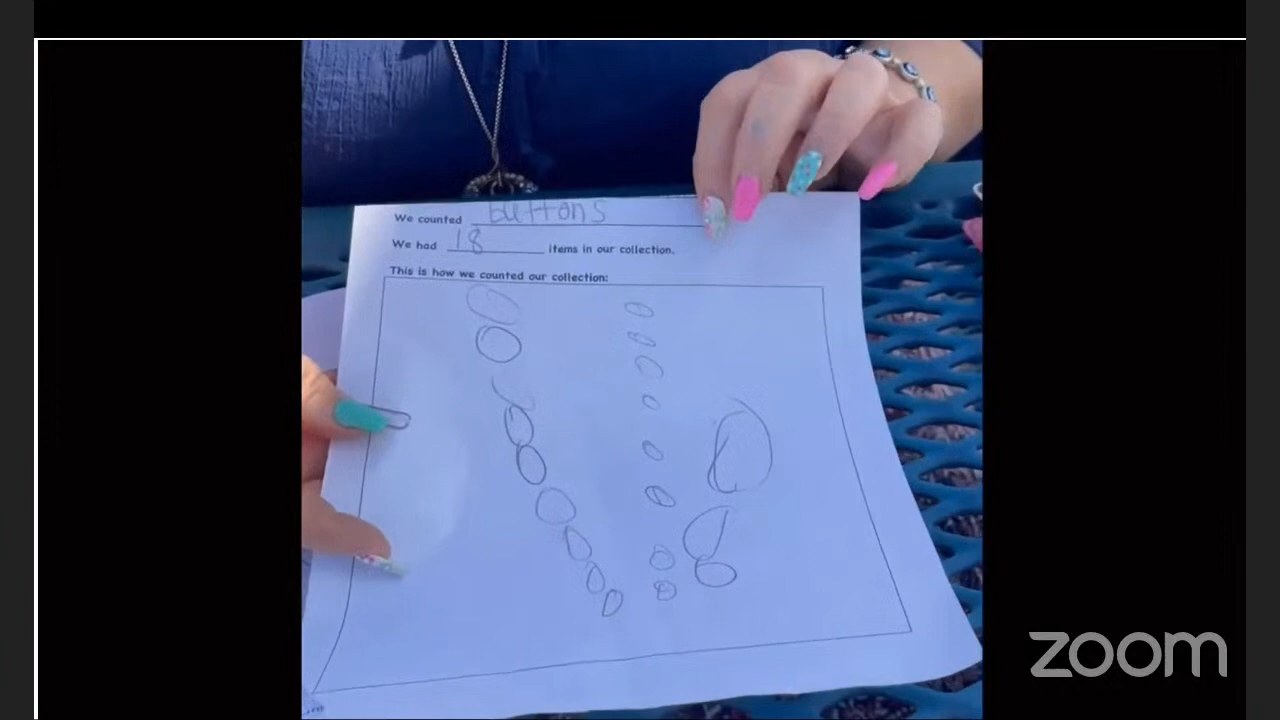 We counted buttons
We had 18 items in our collection.
This is how we counted our collection:
zoom